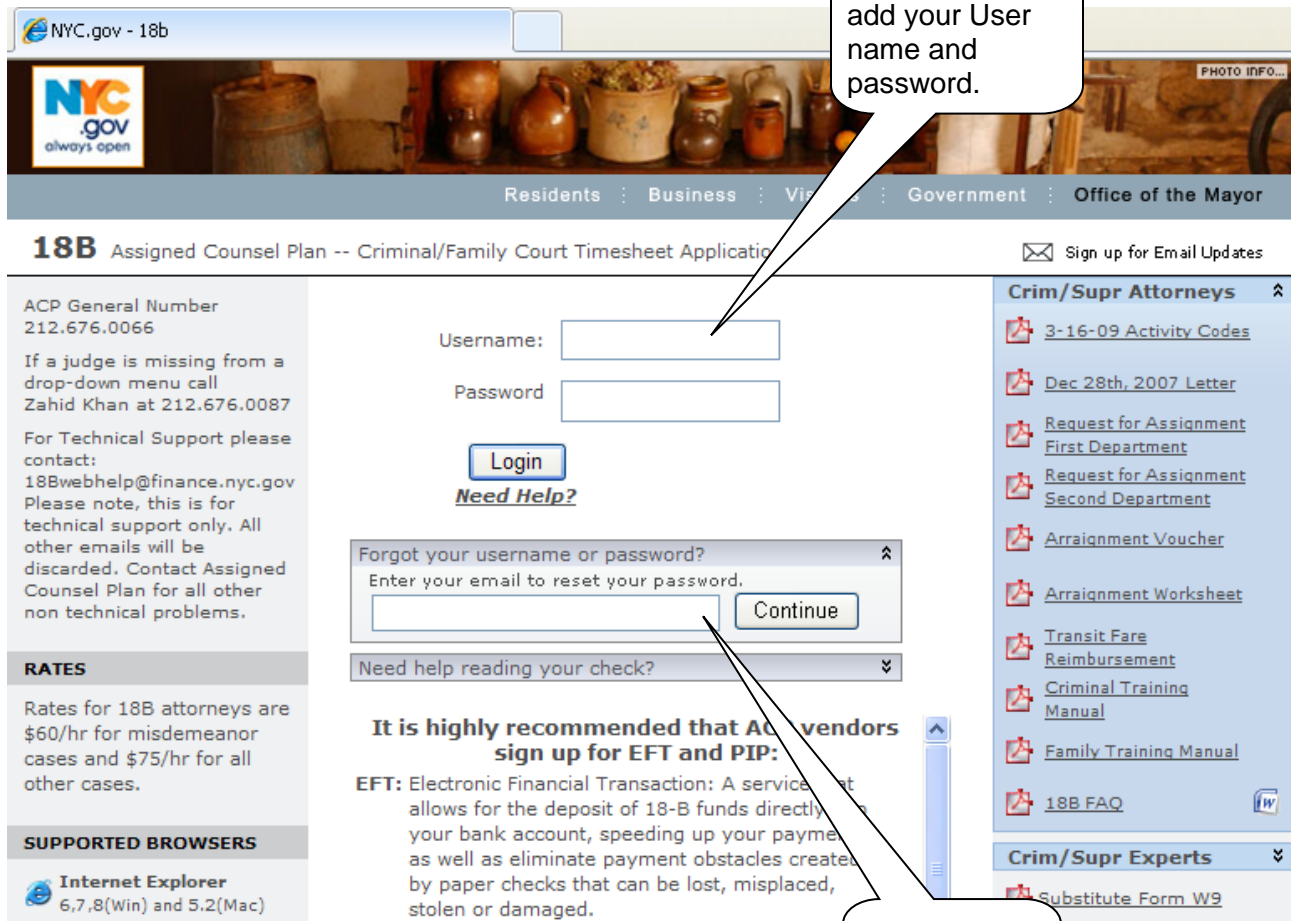 NYC.gov - 18b
add your User
name and
password.
NYC
.gov
always open
PHOTO INFO...
Residents
Business
Government
Office of the Mayor
18B Assigned Counsel Plan -- Criminal/Family Court Timesheet
Sign up for Email Updates
ACP General Number
212.676.0066
If a judge is missing from a
drop-down menu call
Zahid Khan at 212.676.0087
For Technical Support please
contact:
18Bwebhelp@finance.nyc.gov
Please note, this is for
technical support only. All
other emails will be
discarded. Contact Assigned
Counsel Plan for all other
non technical problems.
RATES
Rates for 18B attorneys are
$60/hr for misdemeanor
cases and $75/hr for all
other cases.
SUPPORTED BROWSERS
Internet Explorer
6,7,8(Win) and 5.2(Mac)
Username:
Password
Login
Need Help?
Forgot your username or password?
Enter your email to reset your password.
Continue
Need help reading your check?
It is highly recommended that vendors
sign up for EFT and PIP:
EFT: Electronic Financial Transaction: A service
allows for the deposit of 18-B funds directly
your bank account, speeding up your
as well as eliminate payment obstacles
by paper checks that can be lost, misplaced,
stolen or damaged.
Crim/Supr Attorneys
3-16-09 Activity Codes
Dec 28th, 2007 Letter
Request for Assignment
First Department
Request for Assignment
Second Department
Arraignment Voucher
Arraignment Worksheet
Transit Fare
Reimbursement
Criminal Training
Manual
Family Training Manual
18B FAQ
Crim/Supr Experts
Substitute Form W9